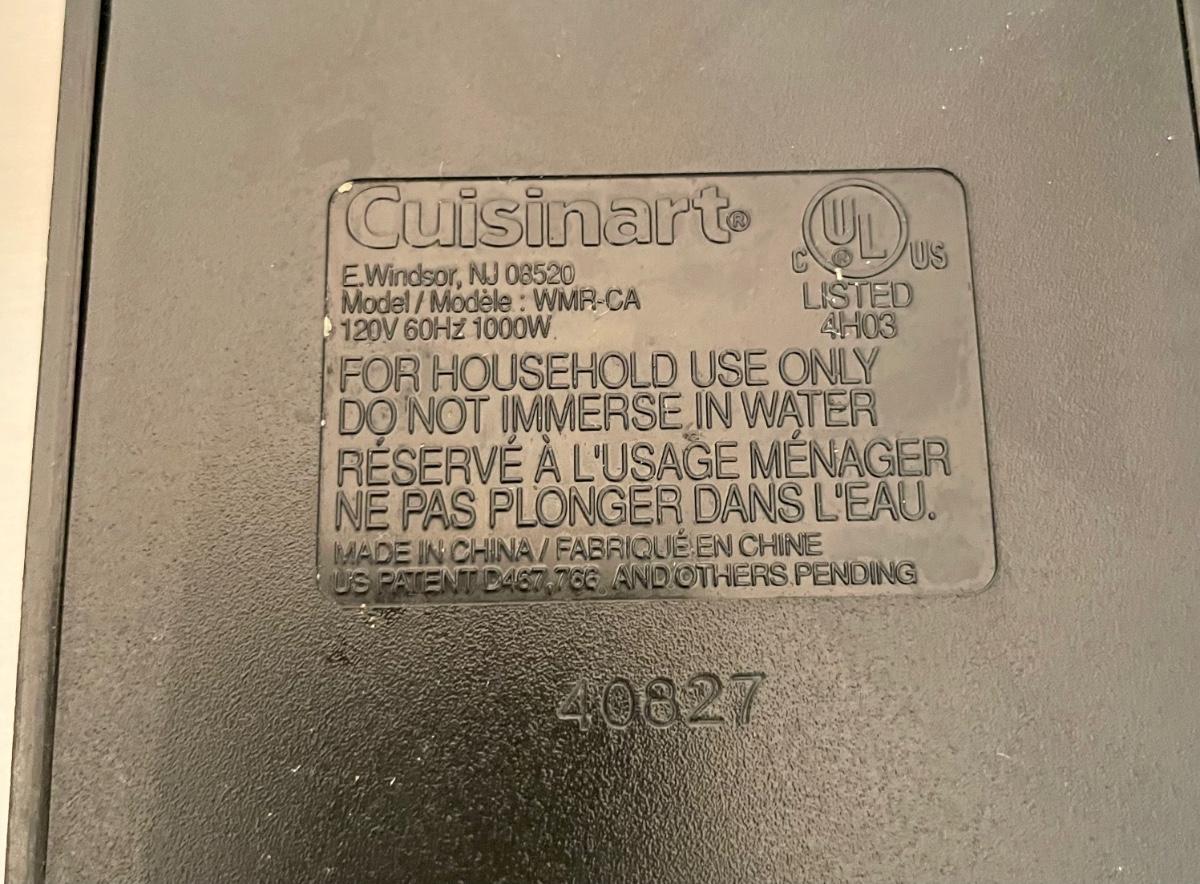 Cuisinart®
E.Windsor, NJ 08520
Model / Modèle : WMR-CA
120V 60Hz 1000W
UL
®
C US
LISTED
4H03
FOR HOUSEHOLD USE ONLY
DO NOT IMMERSE IN WATER
RÉSERVÉ À L'USAGE MÉNAGER
NE PAS PLONGER DANS L'EAU.
MADE IN CHINA / FABRIQUÉ EN CHINE
US PATENT D467,766 AND OTHERS PENDING
40827